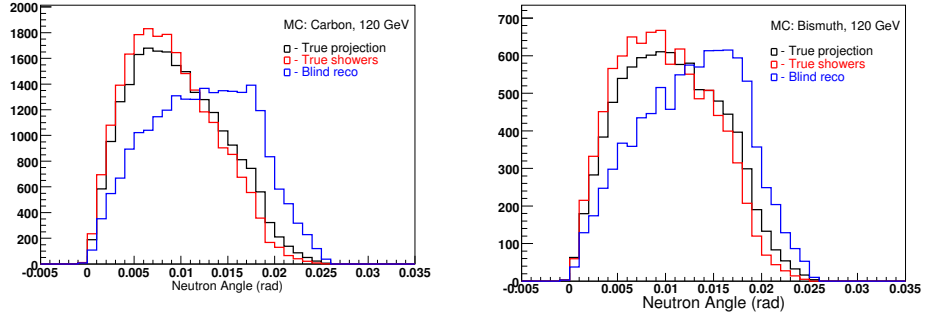 MC: Carbon, 120 GeV
- True projection
- True showers
- Blind reco
1800
1600
1400
1200
1000
800
600
400
200
0
-0.005 0 0.005 0.01 0.015 0.02 0.025 0.03 0.035
Neutron Angle (rad)
MC: Bismuth, 120 GeV
- True projection
- True showers
- Blind reco
700
600
500
400
300
200
100
0
-0.005 0 0.005 0.01 0.015 0.02 0.025 0.03 0.035
Neutron Angle (rad)